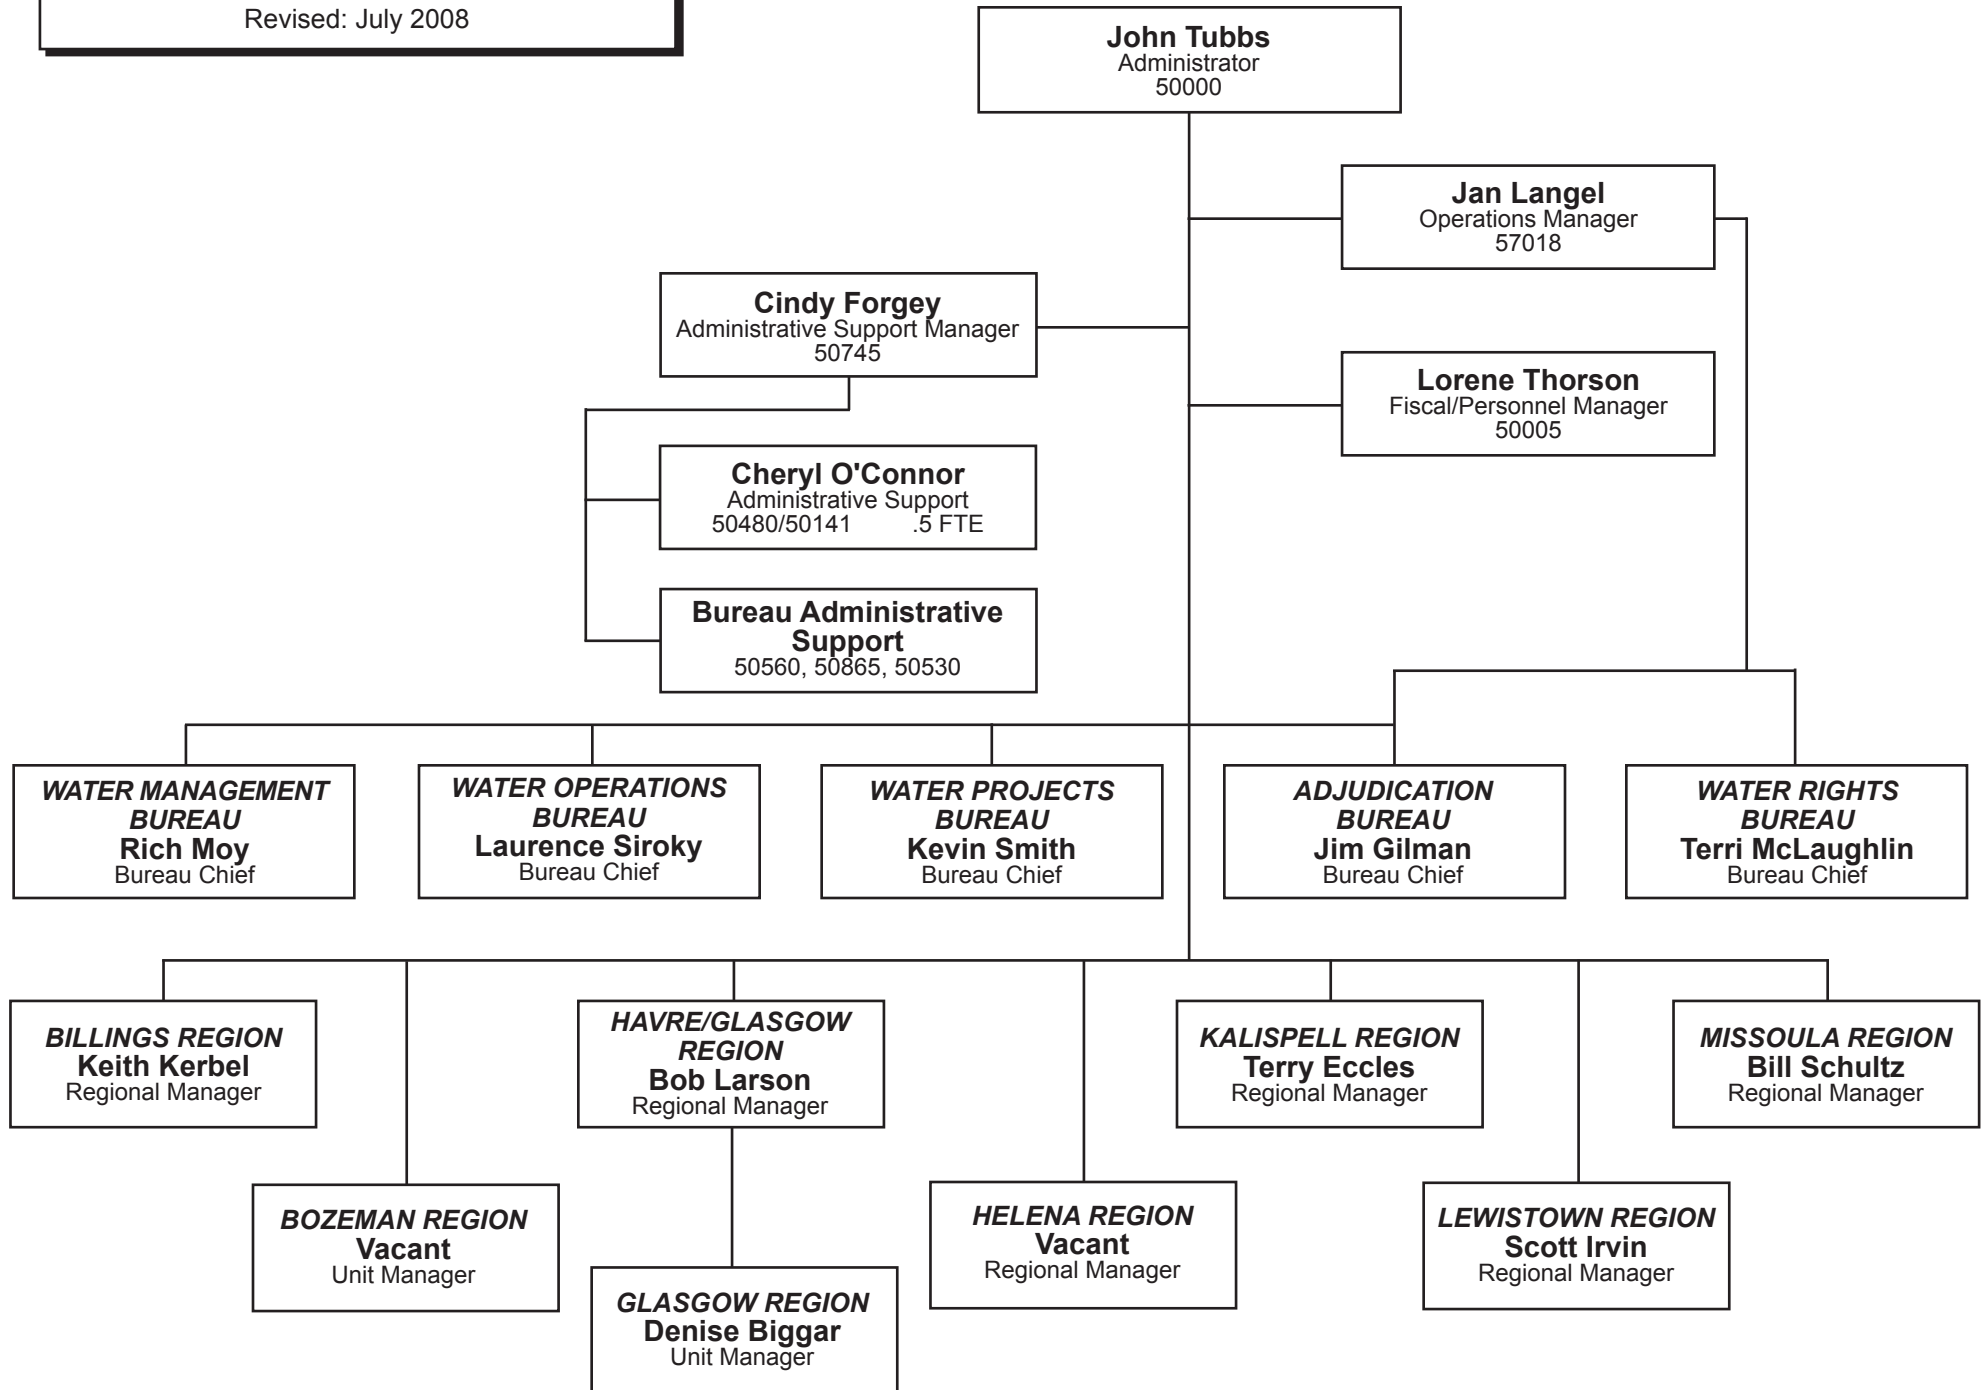 Revised: July 2008
John Tubbs
Administrator
50000
Jan Langel
Operations Manager
57018
Cindy Forgey
Administrative Support Manager
50745
Lorene Thorson
Fiscal/Personnel Manager
50005
Cheryl O'Connor
Administrative Support
50480/50141 .5 FTE
Bureau Administrative
Support
50560, 50865, 50530
WATER MANAGEMENT
BUREAU
Rich Moy
Bureau Chief
WATER OPERATIONS
BUREAU
Laurence Siroky
Bureau Chief
WATER PROJECTS
BUREAU
Kevin Smith
Bureau Chief
ADJUDICATION
BUREAU
Jim Gilman
Bureau Chief
WATER RIGHTS
BUREAU
Terri McLaughlin
Bureau Chief
BILLINGS REGION
Keith Kerbel
Regional Manager
HAVRE/GLASGOW
REGION
Bob Larson
Regional Manager
KALISPELL REGION
Terry Eccles
Regional Manager
MISSOULA REGION
Bill Schultz
Regional Manager
BOZEMAN REGION
Vacant
Unit Manager
GLASGOW REGION
Denise Biggar
Unit Manager
HELENA REGION
Vacant
Regional Manager
LEWISTOWN REGION
Scott Irvin
Regional Manager